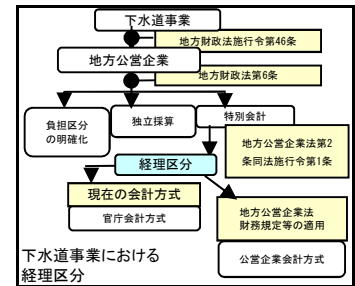 下水道事業
地方財政法施行令第46条
地方公営企業
地方財政法第6条
負担区分
の明確化
独立採算
特別会計
地方公営企業法第2
条同法施行令第1条
経理区分
現在の会計方式
官庁会計方式
地方公営企業法
財務規定等の適用
公営企業会計方式
下水道事業における
経理区分